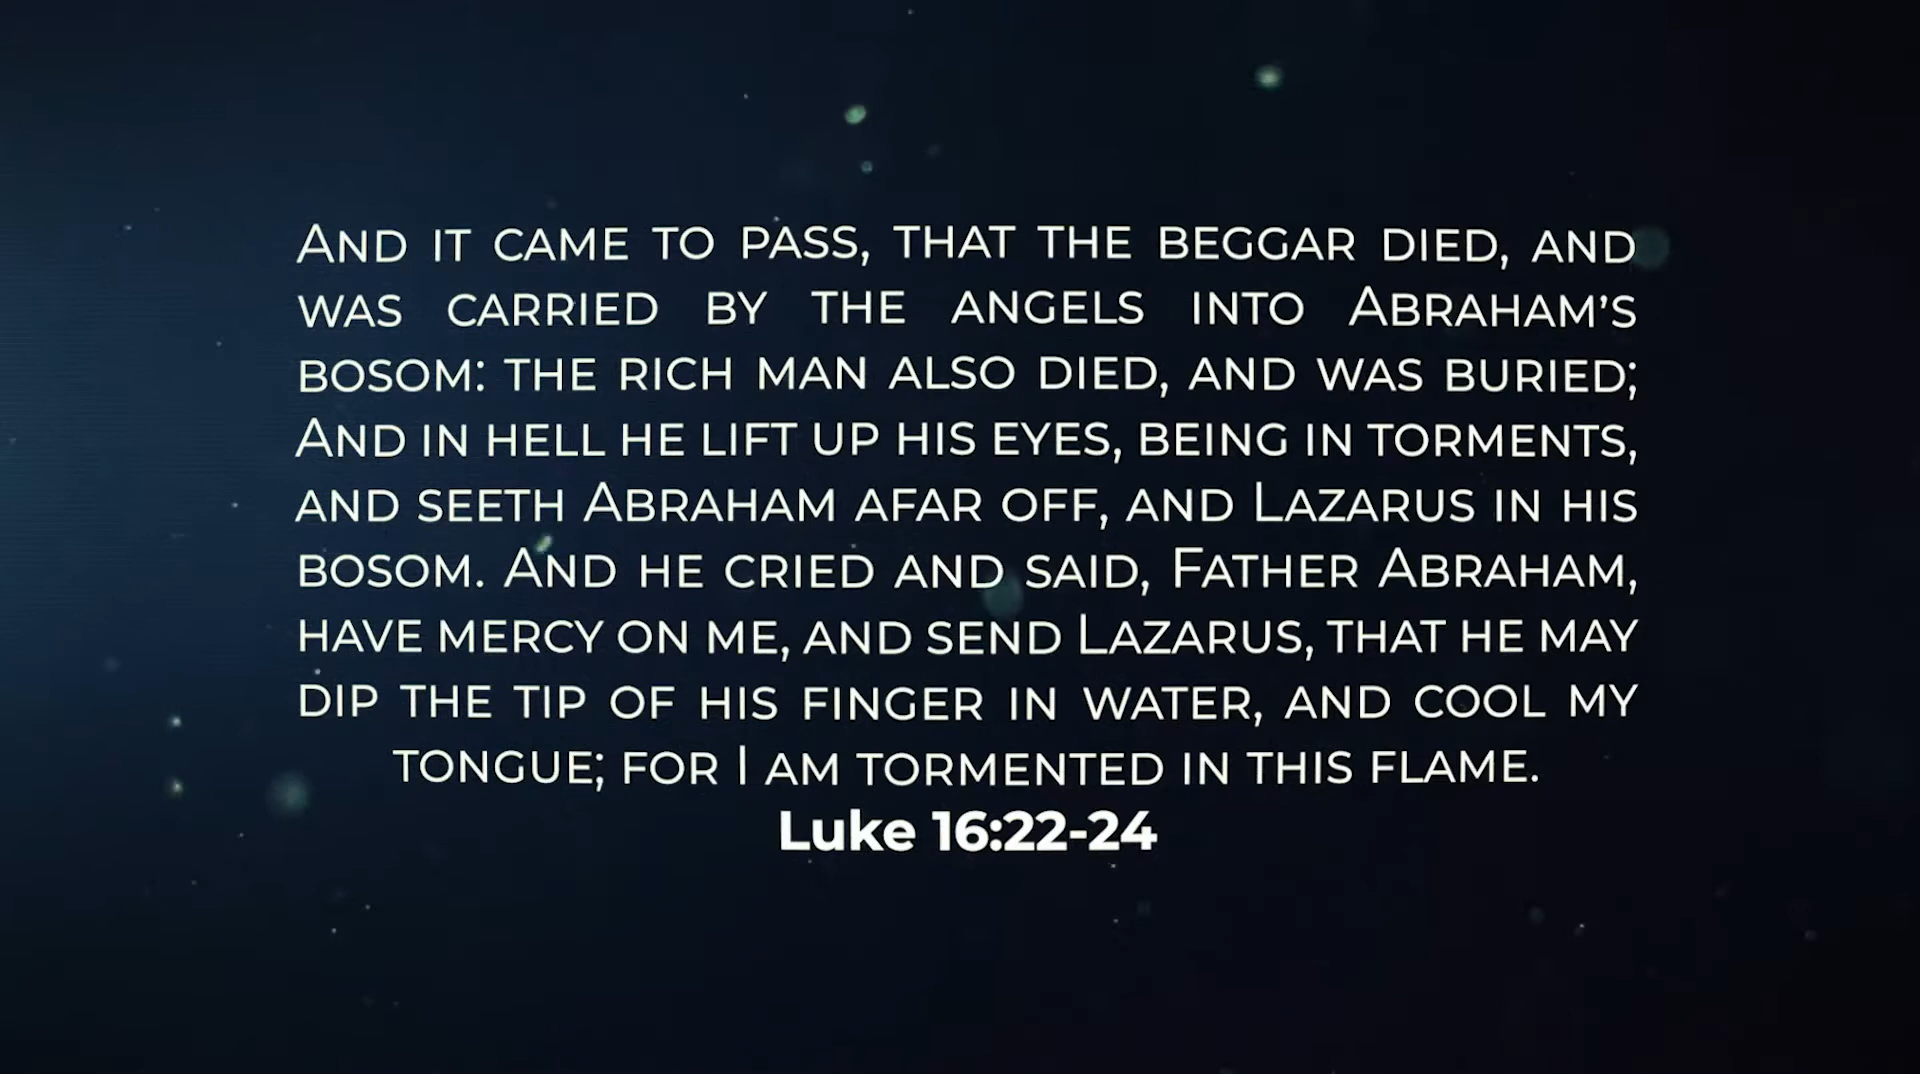 And it came to pass, that the beggar died, and
was carried by the angels into Abraham's
bosom: the rich man also died, and was buried;
And in hell he lift up his eyes, being in torments,
and seeth Abraham afar off, and Lazarus in his
bosom. And he cried and said, Father Abraham,
have mercy on me, and send Lazarus, that he may
dip the tip of his finger in water, and cool my
tongue; for I am tormented in this flame.
Luke 16:22-24